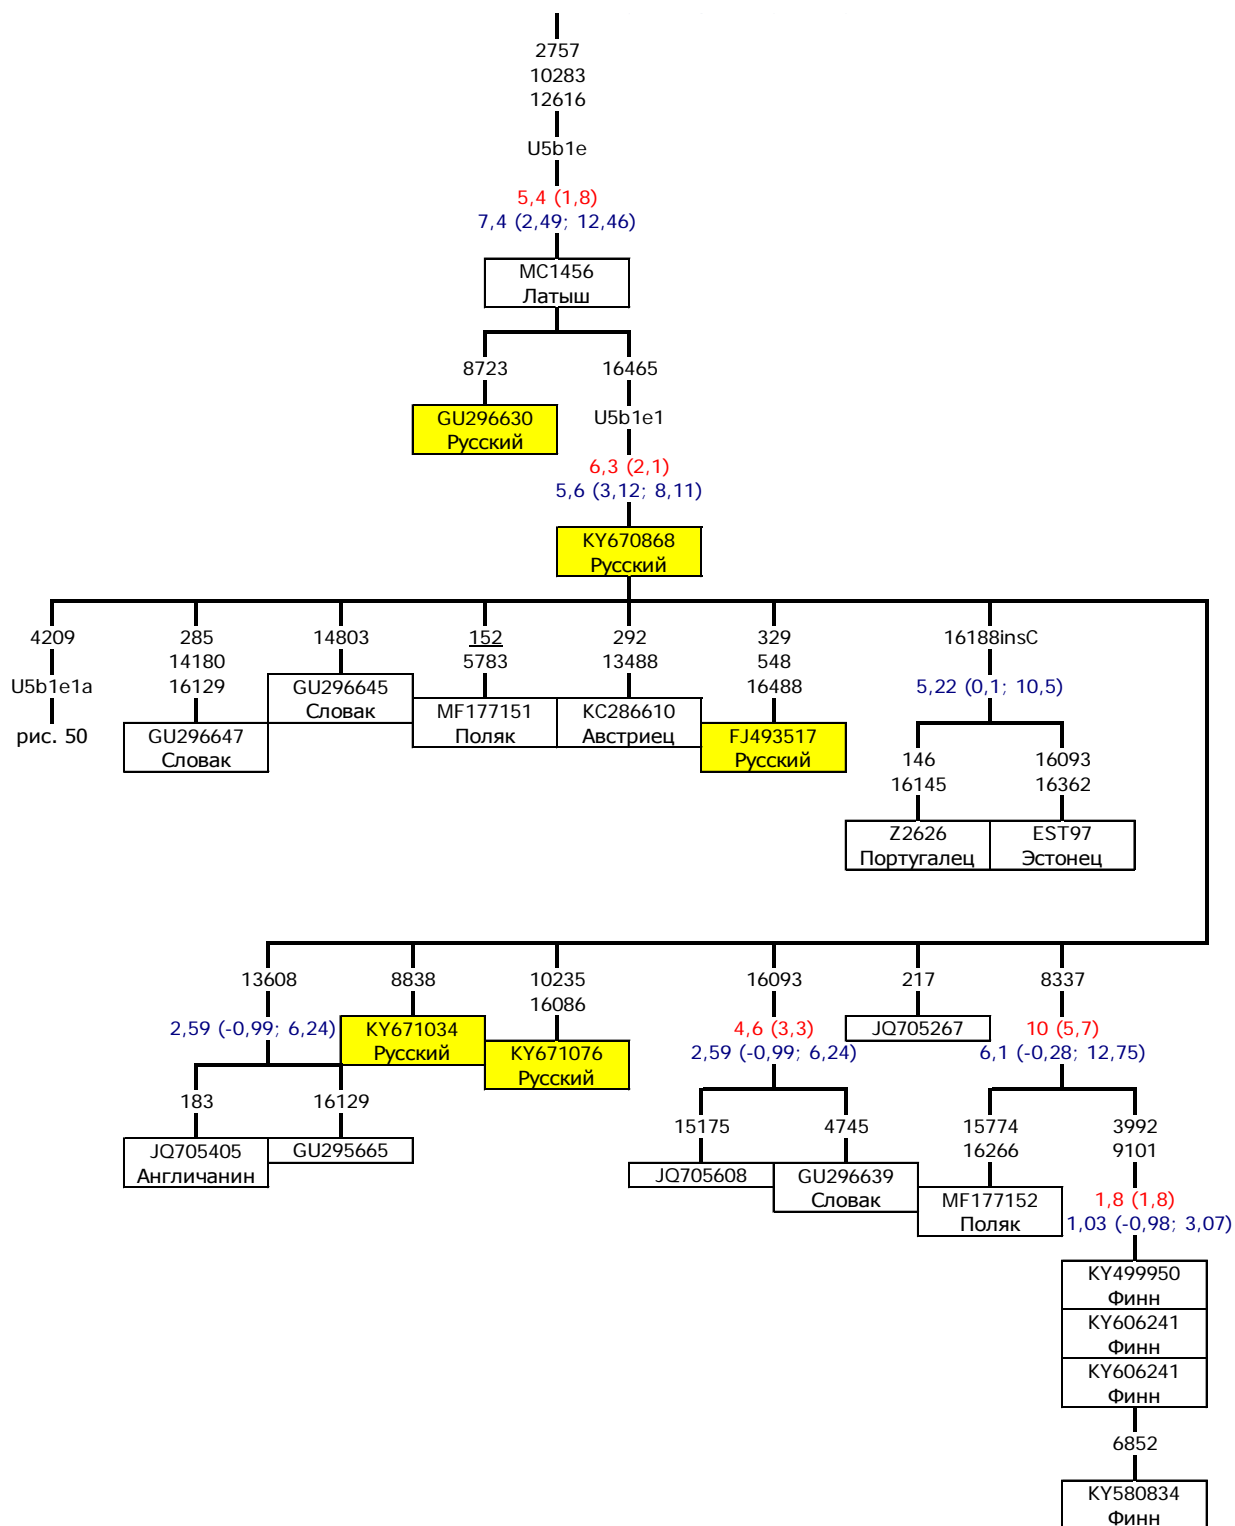 2757
10283
12616
U5b1e
5,4 (1,8)
7,4 (2,49; 12,46)
MC1456
Латыш
8723
16465
GU296630
Русский
U5b1e1
6,3 (2,1)
5,6 (3,12; 8,11)
KY670868
Русский
4209
U5b1e1a
рис. 50
285
14180
16129
GU296647
Словак
14803
GU296645
Словак
152
5783
MF177151
Поляк
292
13488
KC286610
Австриец
329
548
16488
FJ493517
Русский
16188insC
5,22 (0,1; 10,5)
146
16145
Z2626
Португалец
16093
16362
EST97
Эстонец
13608
2,59 (-0,99; 6,24)
183
JQ705405
Англичанин
16129
GU295665
8838
KY671034
Русский
10235
16086
KY671076
Русский
16093
4,6 (3,3)
2,59 (-0,99; 6,24)
15175
JQ705608
4745
GU296639
Словак
217
JQ705267
8337
10 (5,7)
6,1 (-0,28; 12,75)
15774
16266
MF177152
Поляк
3992
9101
1,8 (1,8)
1,03 (-0,98; 3,07)
KY499950
Финн
KY606241
Финн
KY606241
Финн
6852
KY580834
Финн